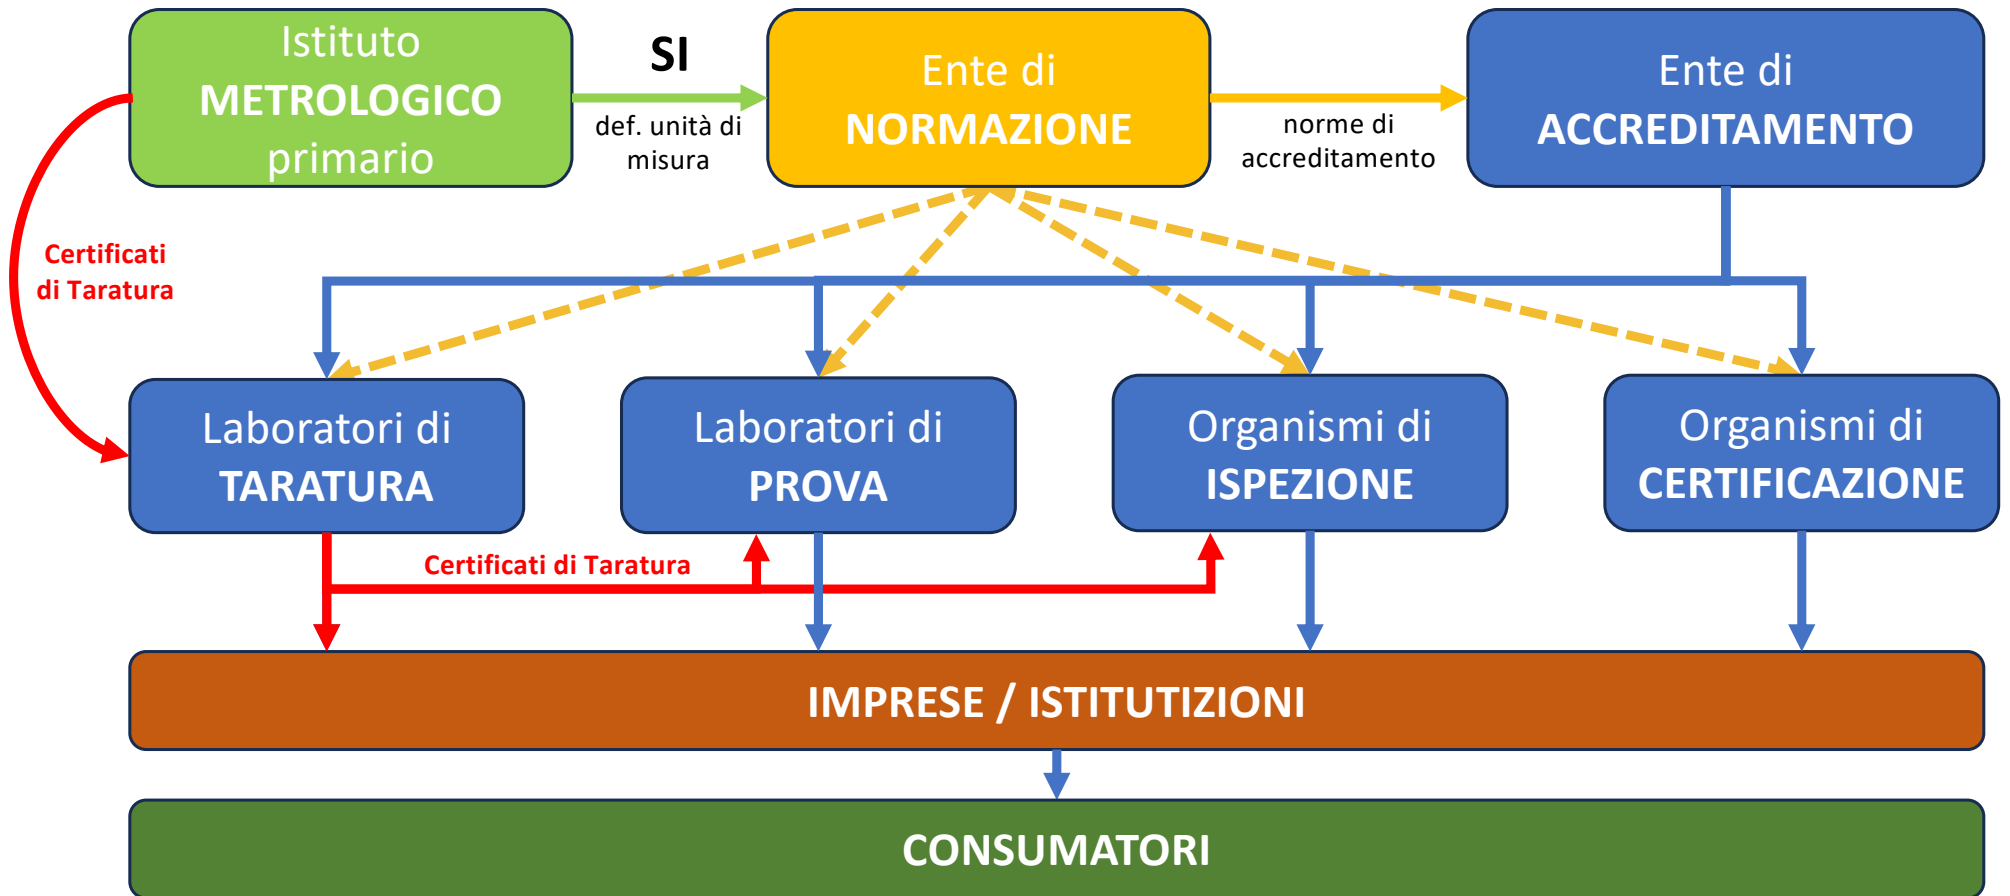 Istituto
METROLOGICO
primario
SI
def. unità di
misura
Ente di
NORMAZIONE
norme di
accreditamento
Ente di
ACCREDITAMENTO
Certificati
di Taratura
Laboratori di
TARATURA
Laboratori di
PROVA
Organismi di
ISPEZIONE
Organismi di
CERTIFICAZIONE
Certificati di Taratura
IMPRESE / ISTITUTIZIONI
CONSUMATORI